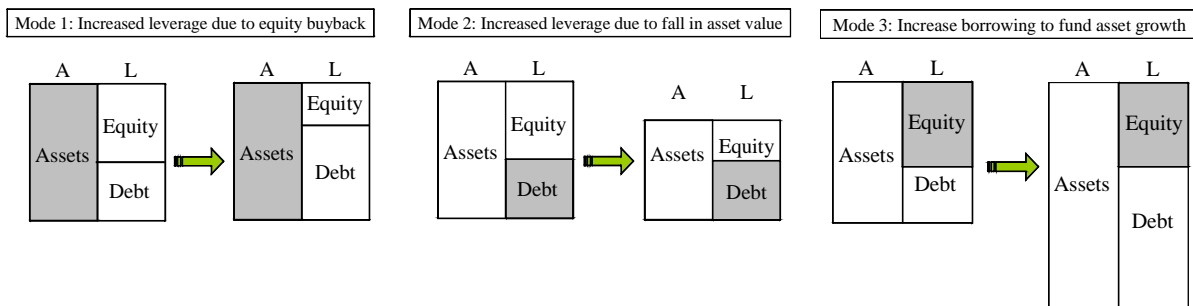 Mode 1: Increased leverage due to equity buyback
A L
Assets
Equity
Debt
A L
Assets
Equity
Debt
Mode 2: Increased leverage due to fall in asset value
A L
Assets
Equity
Debt
A L
Assets
Equity
Debt
Mode 3: Increase borrowing to fund asset growth
A L
Assets
Equity
Debt
A L
Assets
Equity
Debt